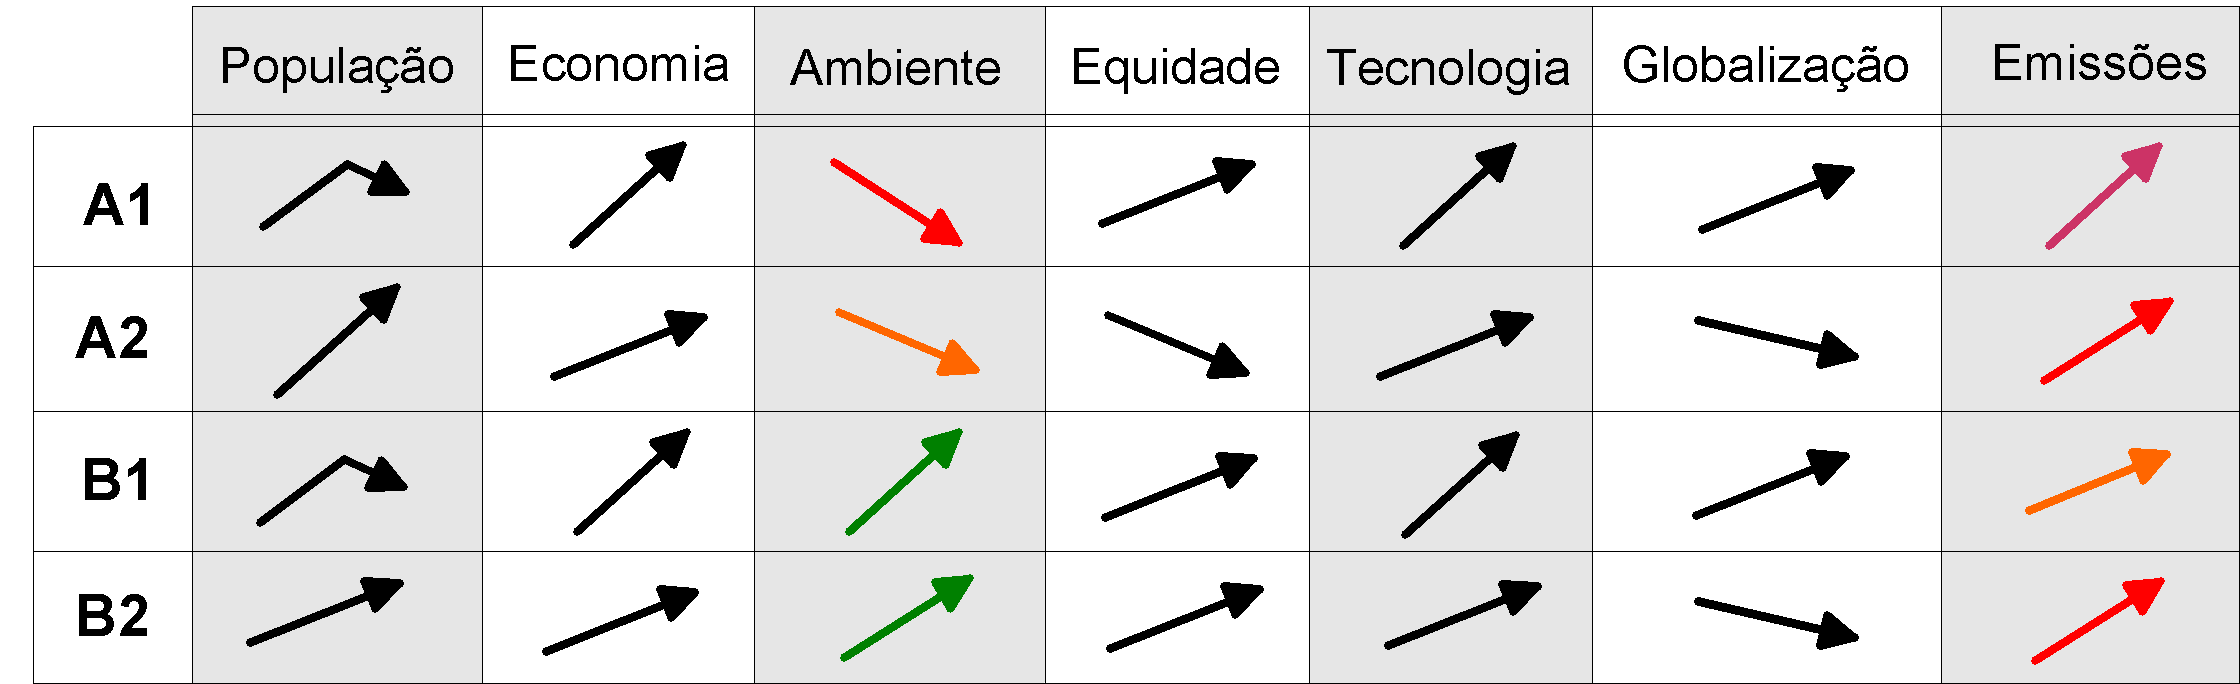 População Economia Ambiente Equidade Tecnologia Globalização Emissões
A1
A2
B1
B2